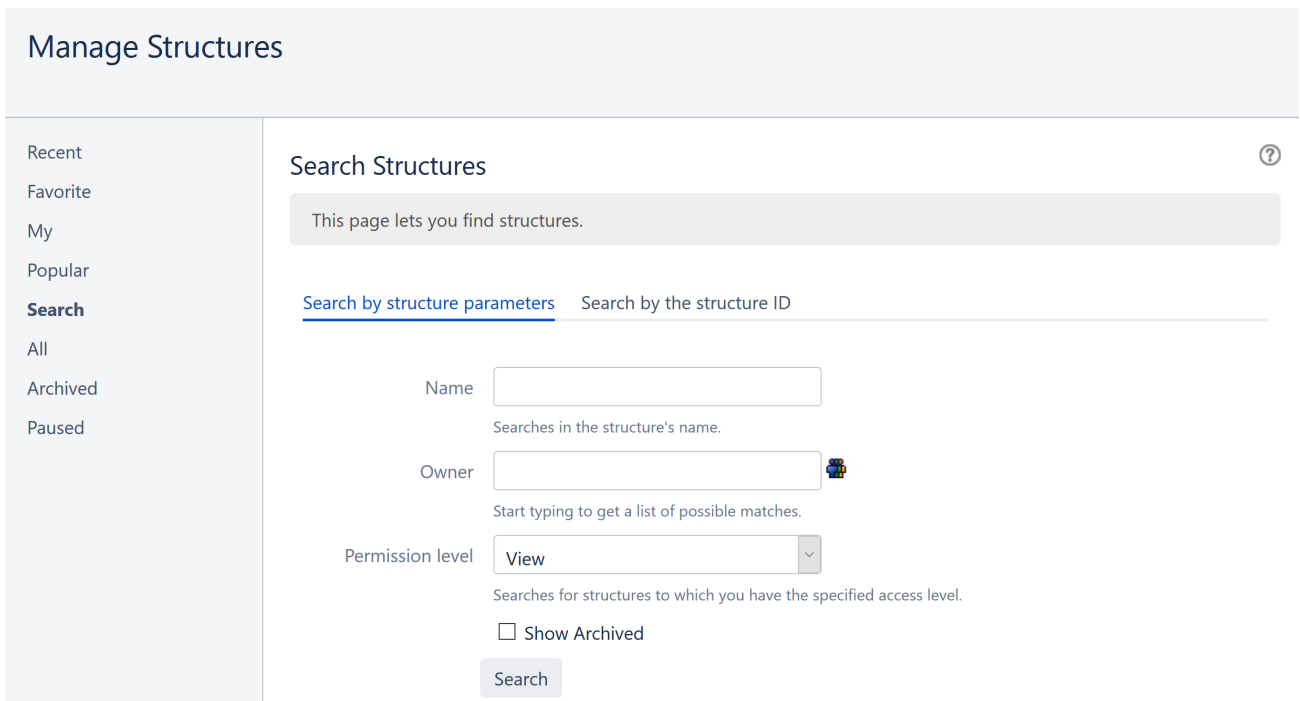 Manage Structures
Recent
Favorite
My
Popular
Search
All
Archived
Paused
Search Structures
?
This page lets you find structures.
Search by structure parameters Search by the structure ID
Name
Searches in the structure's name.
Owner
Start typing to get a list of possible matches.
Permission level View
Searches for structures to which you have the specified access level.
Show Archived
Search